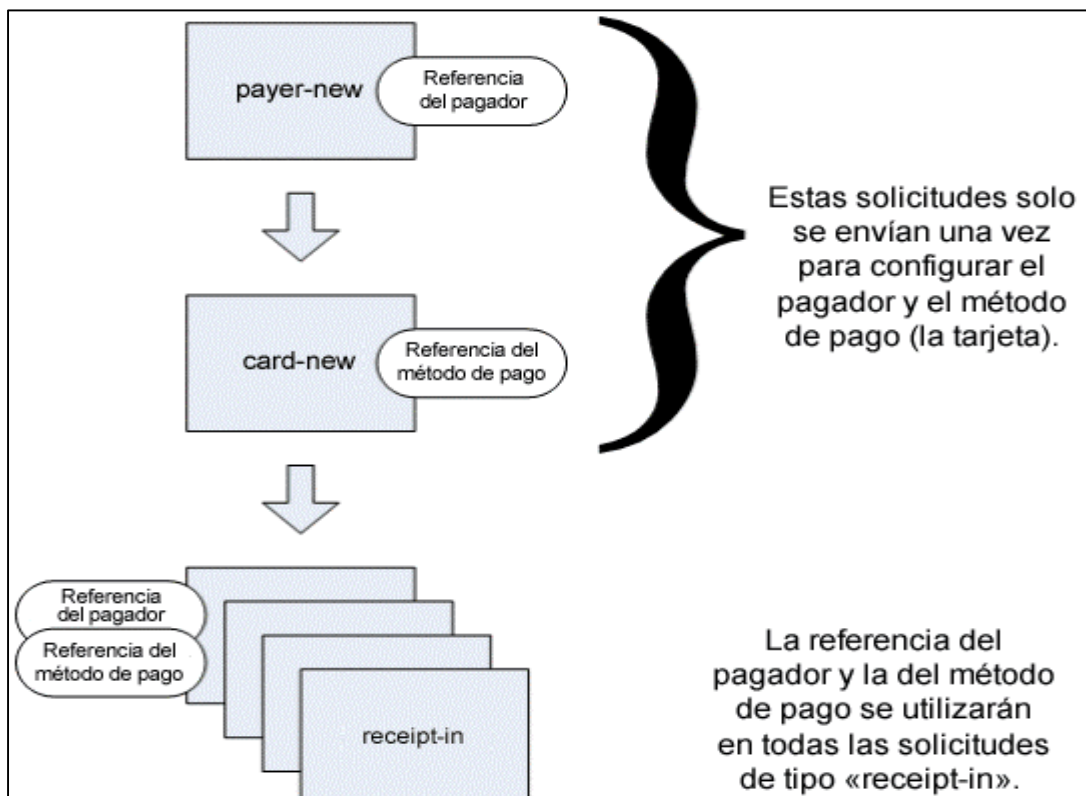 payer-new
Referencia
del pagador
Estas solicitudes solo
se envían una vez
para configurar el
pagador y el método
de pago (la tarjeta).
card-new
Referencia del
método de pago
Referencia
del pagador
Referencia del
método de pago
receipt-in
La referencia del
pagador y la del método
de pago se utilizarán
en todas las solicitudes
de tipo «receipt-in».